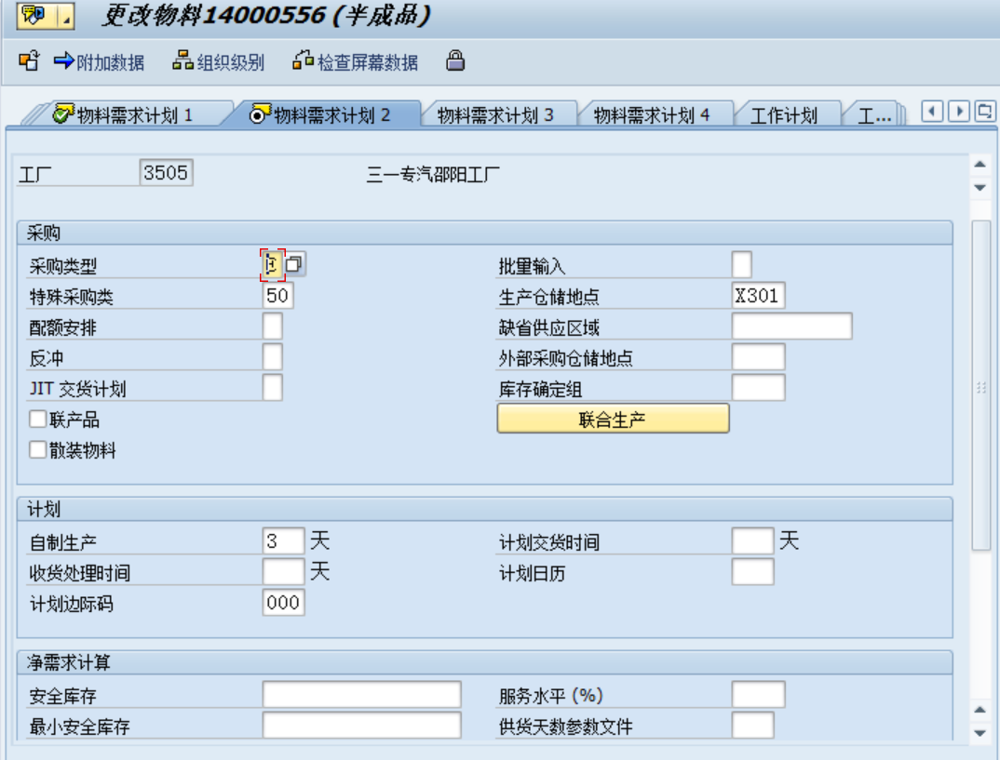 更改物料14000556 (半成品)
附加数据 组织级别 检查屏幕数据
物料需求计划 1 物料需求计划 2 物料需求计划 3 物料需求计划 4 工作计划 工...
工厂 3505 三一专汽邵阳工厂
采购
采购类型 E 批量输入
特殊采购类 50 生产仓储地点 X301
配额安排 缺省供应区域
反冲 外部采购仓储地点
JIT 交货计划 库存确定组
联产品 联合生产
散装物料
计划
自制生产 3 天 计划交货时间 天
收货处理时间 天 计划日历
计划边际码 000
净需求计算
安全库存 服务水平 (%)
最小安全库存 供货天数参数文件